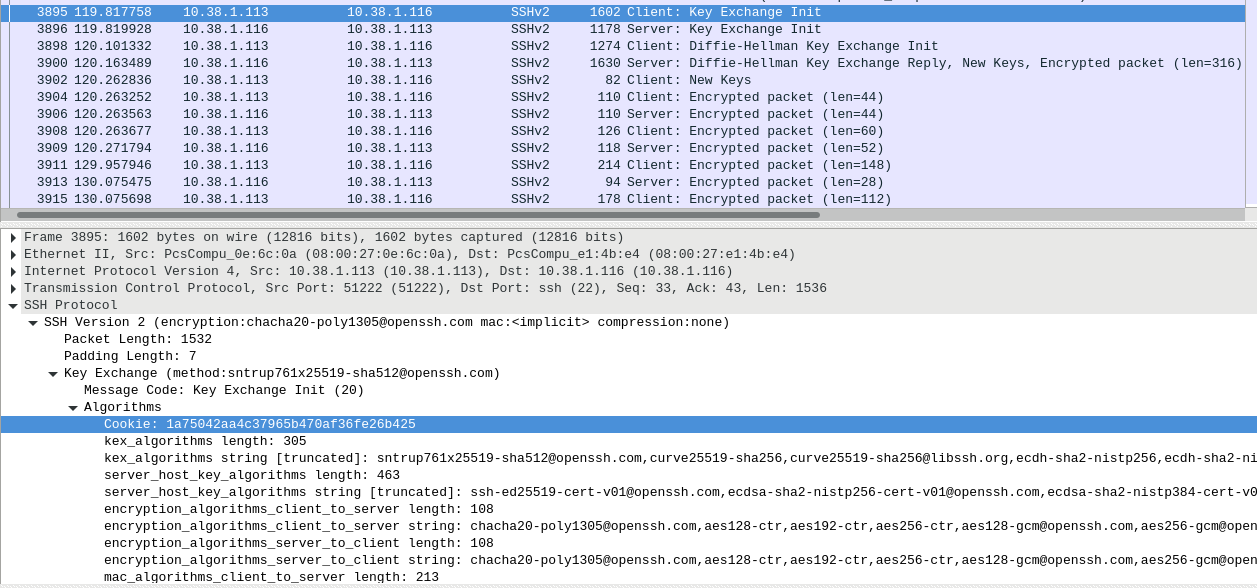 3895 119.817758 10.38.1.113 10.38.1.116 SSHv2 1602 Client: Key Exchange Init
3896 119.819928 10.38.1.116 10.38.1.113 SSHv2 1178 Server: Key Exchange Init
3898 120.101332 10.38.1.113 10.38.1.116 SSHv2 1274 Client: Diffie-Hellman Key Exchange Init
3900 120.163489 10.38.1.116 10.38.1.113 SSHv2 1630 Server: Diffie-Hellman Key Exchange Reply, New Keys, Encrypted packet (len=316)
3902 120.262836 10.38.1.113 10.38.1.116 SSHv2 82 Client: New Keys
3904 120.263252 10.38.1.113 10.38.1.116 SSHv2 110 Client: Encrypted packet (len=44)
3906 120.263563 10.38.1.116 10.38.1.113 SSHv2 110 Server: Encrypted packet (len=44)
3908 120.263677 10.38.1.113 10.38.1.116 SSHv2 126 Client: Encrypted packet (len=60)
3909 120.271794 10.38.1.116 10.38.1.113 SSHv2 118 Server: Encrypted packet (len=52)
3911 129.957946 10.38.1.113 10.38.1.116 SSHv2 214 Client: Encrypted packet (len=148)
3913 130.075475 10.38.1.116 10.38.1.113 SSHv2 94 Server: Encrypted packet (len=28)
3915 130.075698 10.38.1.113 10.38.1.116 SSHv2 178 Client: Encrypted packet (len=112)
Frame 3895: 1602 bytes on wire (12816 bits), 1602 bytes captured (12816 bits)
Ethernet II, Src: PcsCompu_0e:6c:0a (08:00:27:0e:6c:0a), Dst: PcsCompu_e1:4b:e4 (08:00:27:e1:4b:e4)
Internet Protocol Version 4, Src: 10.38.1.113 (10.38.1.113), Dst: 10.38.1.116 (10.38.1.116)
Transmission Control Protocol, Src Port: 51222 (51222), Dst Port: ssh (22), Seq: 33, Ack: 43, Len: 1536
SSH Protocol
SSH Version 2 (encryption:chacha20-poly1305@openssh.com mac:<implicit> compression:none)
Packet Length: 1532
Padding Length: 7
Key Exchange (method:sntrup761x25519-sha512@openssh.com)
Message Code: Key Exchange Init (20)
Algorithms
Cookie: 1a75042aa4c37965b470af36fe26b425
kex_algorithms length: 305
kex_algorithms string [truncated]: sntrup761x25519-sha512@openssh.com,curve25519-sha256,curve25519-sha256@libssh.org,ecdh-sha2-nistp256,ecdh-sha2-ni
server_host_key_algorithms length: 463
server_host_key_algorithms string [truncated]: ssh-ed25519-cert-v01@openssh.com,ecdsa-sha2-nistp256-cert-v01@openssh.com,ecdsa-sha2-nistp384-cert-v0
encryption_algorithms_client_to_server length: 108
encryption_algorithms_client_to_server string: chacha20-poly1305@openssh.com,aes128-ctr,aes192-ctr,aes256-ctr,aes128-gcm@openssh.com,aes256-gcm@open
encryption_algorithms_server_to_client length: 108
encryption_algorithms_server_to_client string: chacha20-poly1305@openssh.com,aes128-ctr,aes192-ctr,aes256-ctr,aes128-gcm@openssh.com,aes256-gcm@open
mac_algorithms_client_to_server length: 213